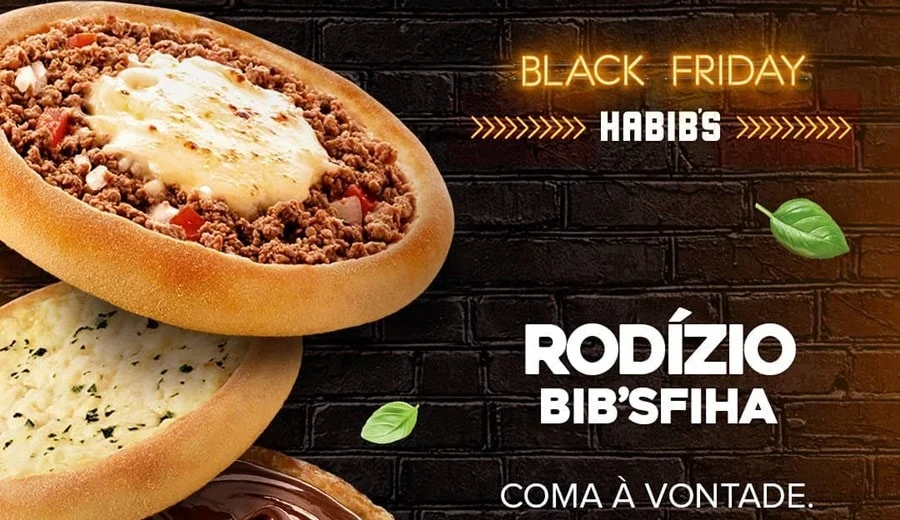 BLACK FRIDAY
HABIB'S
RODÍZIO
BIB'SFIHA
COMA À VONTADE.